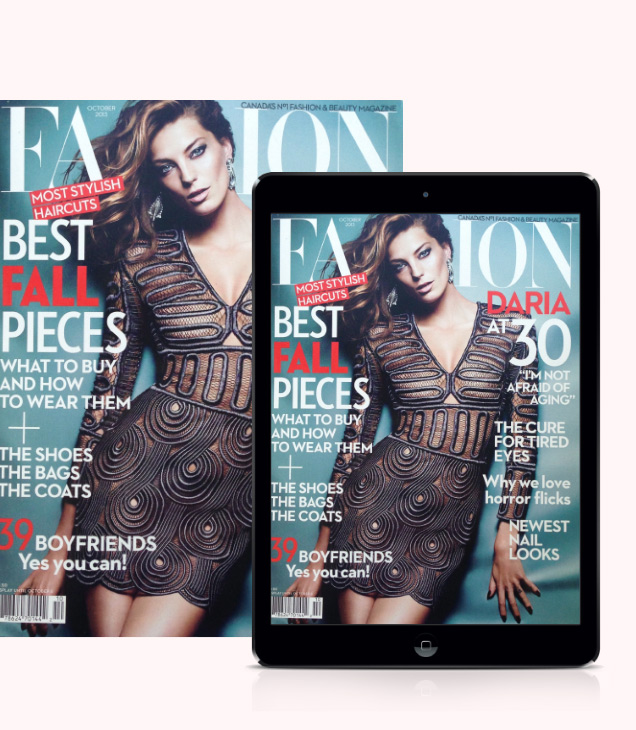 FA ION
OCTOBER
2013
CANADA'S Nº1 FASHION & BEAUTY MAGAZINE
MOST STYLISH
HAIRCUTS
BEST
FALL
PIECES
WHAT TO BUY
AND HOW
TO WEAR THEM
+
THE SHOES
THE BAGS
THE COATS
39 BOYFRIENDS
Yes you can!
FA ION
OCTOBER
2013
CANADA'S Nº1 FASHION & BEAUTY MAGAZINE
MOST STYLISH
HAIRCUTS
BEST
FALL
PIECES
WHAT TO BUY
AND HOW
TO WEAR THEM
+
THE SHOES
THE BAGS
THE COATS
39 BOYFRIENDS
Yes you can!
DARIA
AT 30
"I'M NOT
AFRAID OF
AGING"
THE CURE
FOR TIRED
EYES
Why we love
horror flicks
NEWEST
NAIL
LOOKS